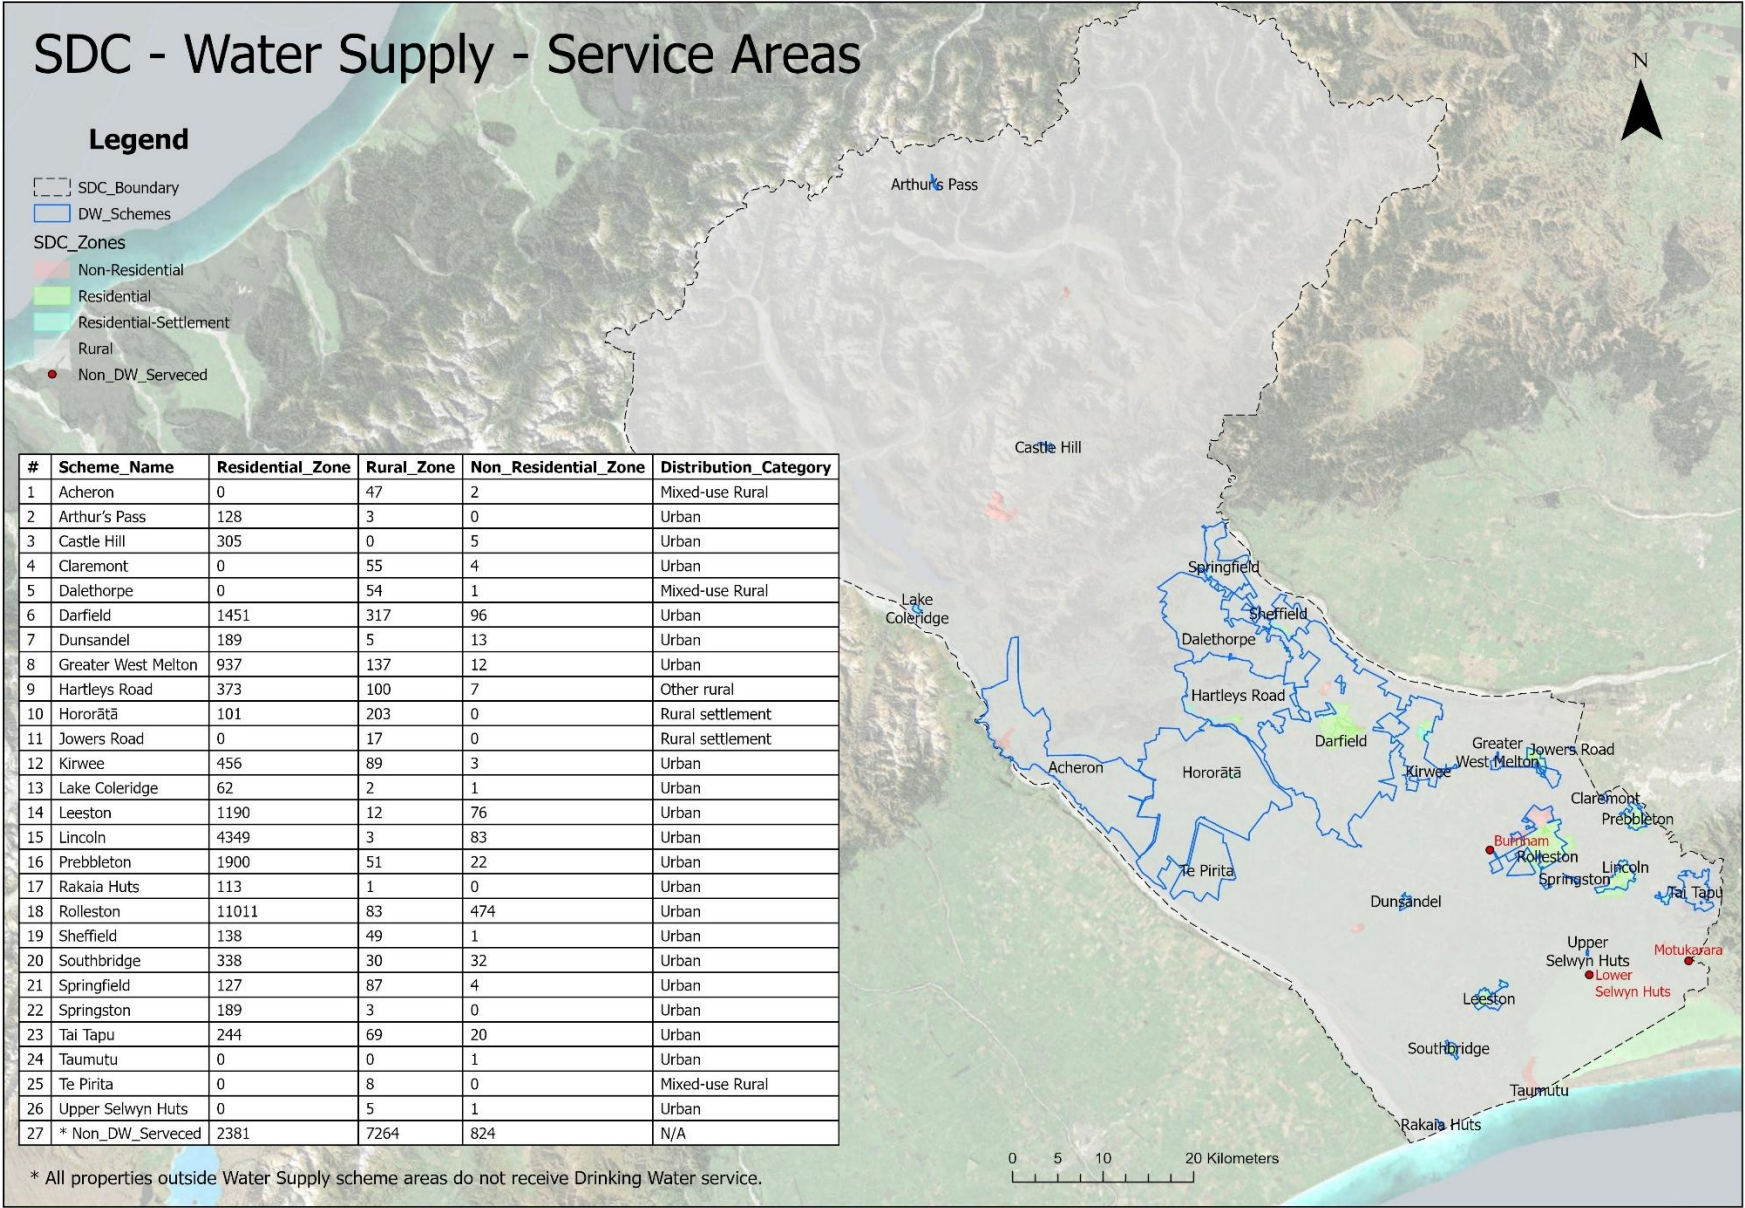 SDC - Water Supply - Service Areas
N
Legend
SDC_Boundary
DW_Schemes
SDC_Zones
Non-Residential
Residential
Residential-Settlement
Rural
Non_DW_Serveced
# Scheme_Name Residential_Zone Rural_Zone Non_Residential_Zone Distribution_Category
1 Acheron 0 47 2 Mixed-use Rural
2 Arthur's Pass 128 3 0 Urban
3 Castle Hill 305 0 5 Urban
4 Claremont 0 55 4 Urban
5 Dalethorpe 0 54 1 Mixed-use Rural
6 Darfield 1451 317 96 Urban
7 Dunsandel 189 5 13 Urban
8 Greater West Melton 937 137 12 Urban
9 Hartleys Road 373 100 7 Other rural
10 Hororātā 101 203 0 Rural settlement
11 Jowers Road 0 17 0 Rural settlement
12 Kirwee 456 89 3 Urban
13 Lake Coleridge 62 2 1 Urban
14 Leeston 1190 12 76 Urban
15 Lincoln 4349 3 83 Urban
16 Prebbleton 1900 51 22 Urban
17 Rakaia Huts 113 1 0 Urban
18 Rolleston 11011 83 474 Urban
19 Sheffield 138 49 1 Urban
20 Southbridge 338 30 32 Urban
21 Springfield 127 87 4 Urban
22 Springston 189 3 0 Urban
23 Tai Tapu 244 69 20 Urban
24 Taumutu 0 0 1 Urban
25 Te Pirita 0 8 0 Mixed-use Rural
26 Upper Selwyn Huts 0 5 1 Urban
27 * Non_DW_Serveced 2381 7264 824 N/A
* All properties outside Water Supply scheme areas do not receive Drinking Water service.
Arthur's Pass
Castle Hill
Springfield
Lake
Coleridge
Sheffield
Dalethorpe
Hartleys Road
Darfield
Greater
West Melton
Jowers Road
Acheron
Hororātā
Kirwee
Claremont
Prebbleton
Burnham
Rolleston
Te Pirita
Lincoln
Springston
Tai Tapu
Dunsandel
Upper
Selwyn Huts
Motukarara
Lower
Selwyn Huts
Leeston
Southbridge
Taumutu
Rakaia Huts
0 5 10 20 Kilometers